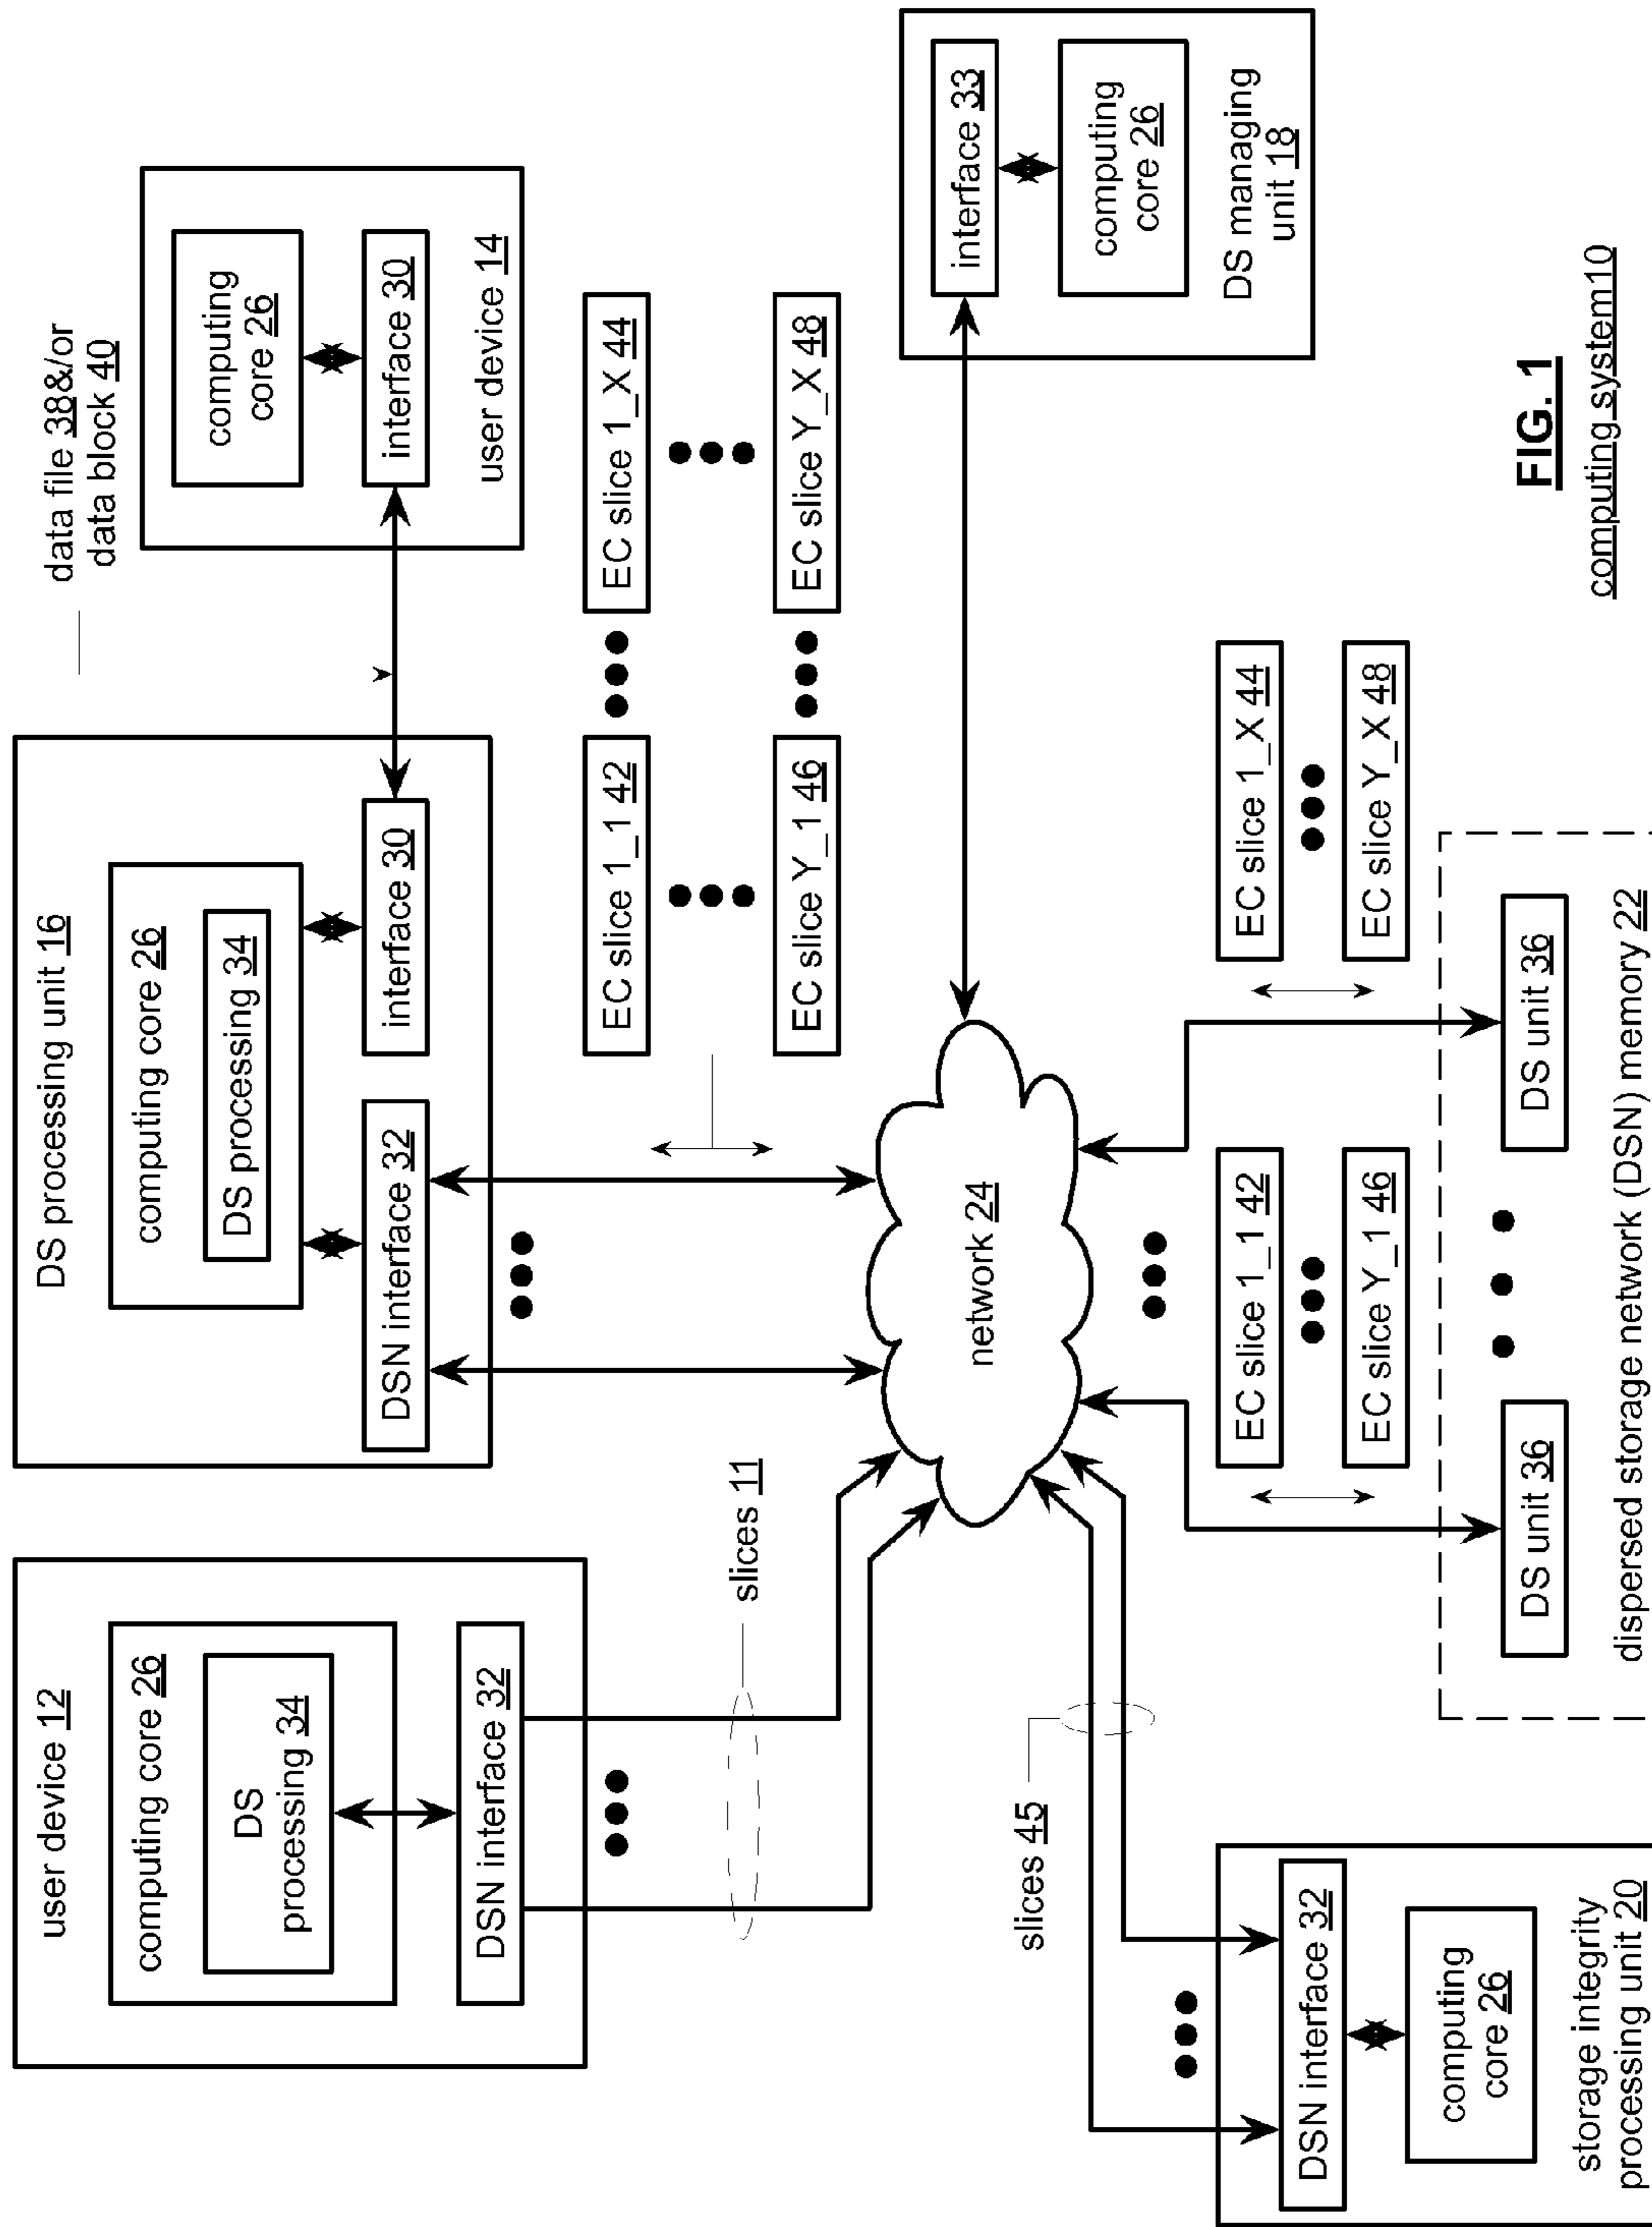 user device 12
computing core 26
DS
processing 34
DSN interface 32
slices 11
DS processing unit 16
computing core 26
DS processing 34
DSN interface 32
interface 30
data file 38&/or
data block 40
computing
core 26
interface 30
user device 14
EC slice 1_1 42
EC slice 1_X 44
EC slice Y_1 46
EC slice Y_X 48
network 24
interface 33
computing
core 26
DS managing
unit 18
slices 45
DSN interface 32
computing
core 26
storage integrity
processing unit 20
EC slice 1_1 42
EC slice Y_1 46
EC slice 1_X 44
EC slice Y_X 48
DS unit 36
DS unit 36
dispersed storage network (DSN) memory 22
FIG. 1
computing system10